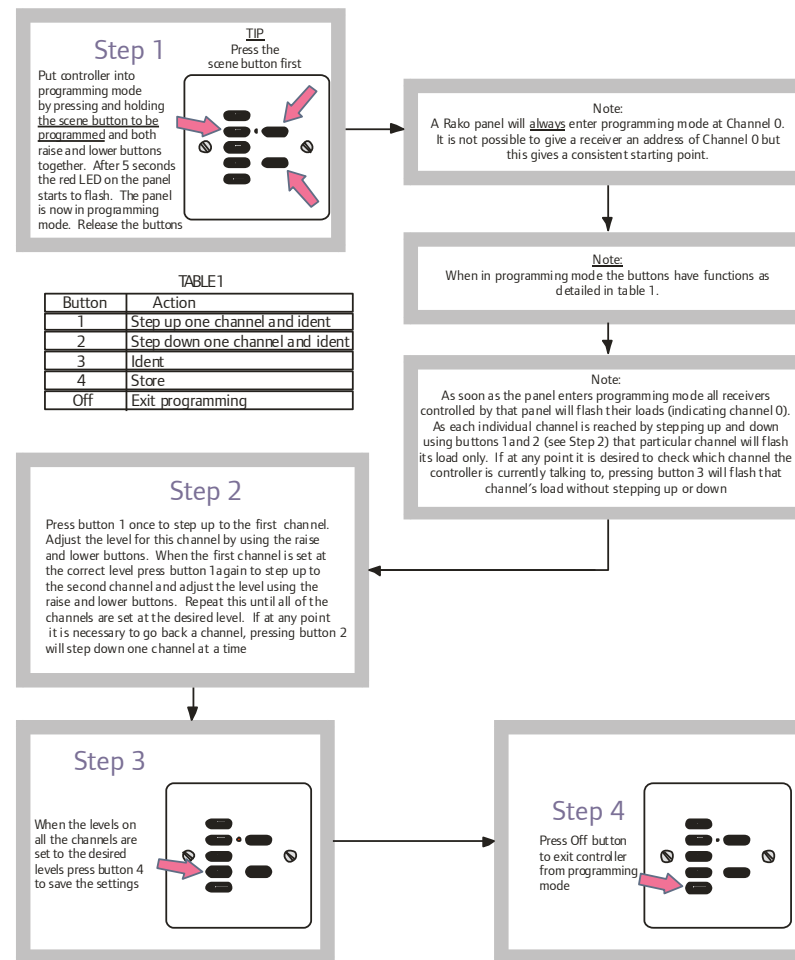 Step 1
TIP
Press the
scene button first
Put controller into
programming mode
by pressing and holding
the scene button to be
programmed and both
raise and lower buttons
together. After 5 seconds
the red LED on the panel
starts to flash. The panel
is now in programming
mode. Release the buttons
Note:
A Rako panel will always enter programming mode at Channel 0.
It is not possible to give a receiver an address of Channel 0 but
this gives a consistent starting point.
Note:
When in programming mode the buttons have functions as
detailed in table 1.
TABLE1
Button Action
1 Step up one channel and ident
2 Step down one channel and ident
3 Ident
4 Store
Off Exit programming
Note:
As soon as the panel enters programming mode all receivers
controlled by that panel will flash their loads (indicating channel 0).
As each individual channel is reached by stepping up and down
using buttons 1and 2 (see Step 2) that particular channel will flash
its load only. If at any point it is desired to check which channel the
controller is currently talking to, pressing button 3 will flash that
channel's load without stepping up or down
Step 2
Press button 1 once to step up to the first channel.
Adjust the level for this channel by using the raise
and lower buttons. When the first channel is set at
the correct level press button 1again to step up to
the second channel and adjust the level using the
raise and lower buttons. Repeat this until all of the
channels are set at the desired level. If at any point
it is necessary to go back a channel, pressing button 2
will step down one channel at a time
Step 3
When the levels on
all the channels are
set to the desired
levels press button 4
to save the settings
Step 4
Press Off button
to exit controller
from programming
mode